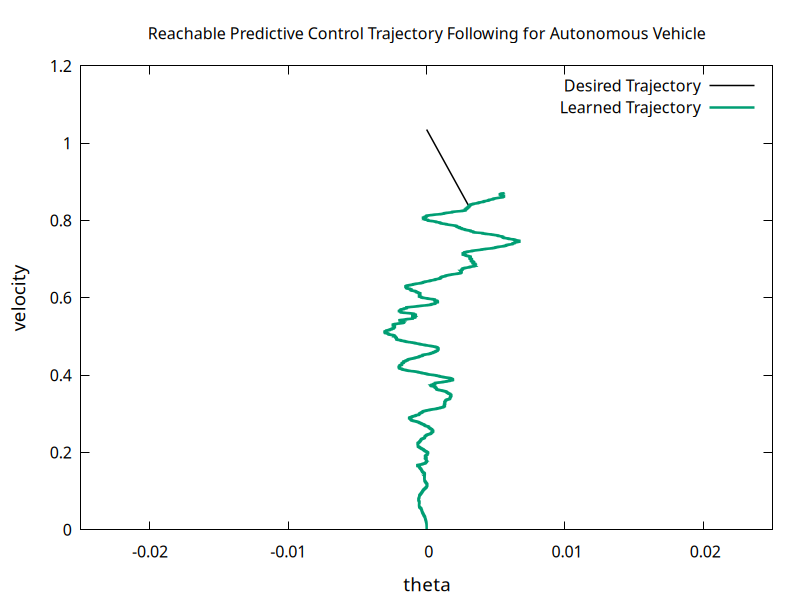 Reachable Predictive Control Trajectory Following for Autonomous Vehicle
1.2
Desired Trajectory
Learned Trajectory
1
0.8
0.6
0.4
0.2
0
velocity
-0.02 -0.01 0 0.01 0.02
theta